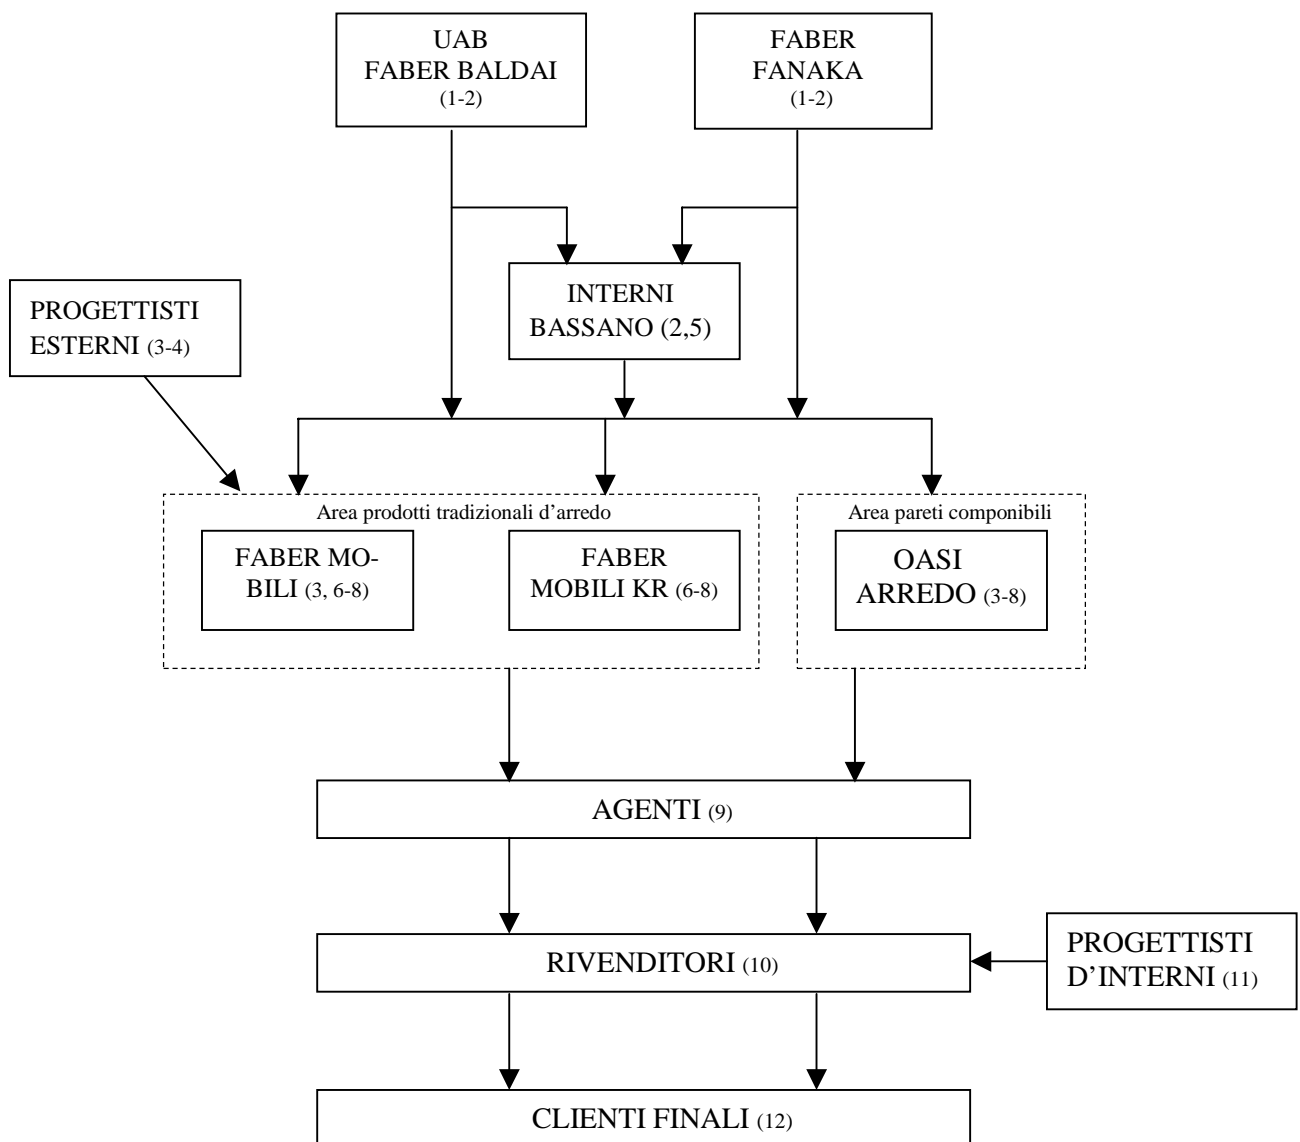 UAB
FABER BALDAI
(1-2)
FABER
FANAKA
(1-2)
INTERNI
BASSANO (2,5)
PROGETTISTI
ESTERNI (3-4)
Area prodotti tradizionali d’arredo
FABER MO-
BILI (3, 6-8)
FABER
MOBILI KR (6-8)
Area pareti componibili
OASI
ARREDO (3-8)
AGENTI (9)
RIVENDITORI (10)
PROGETTISTI
D’INTERNI (11)
CLIENTI FINALI (12)